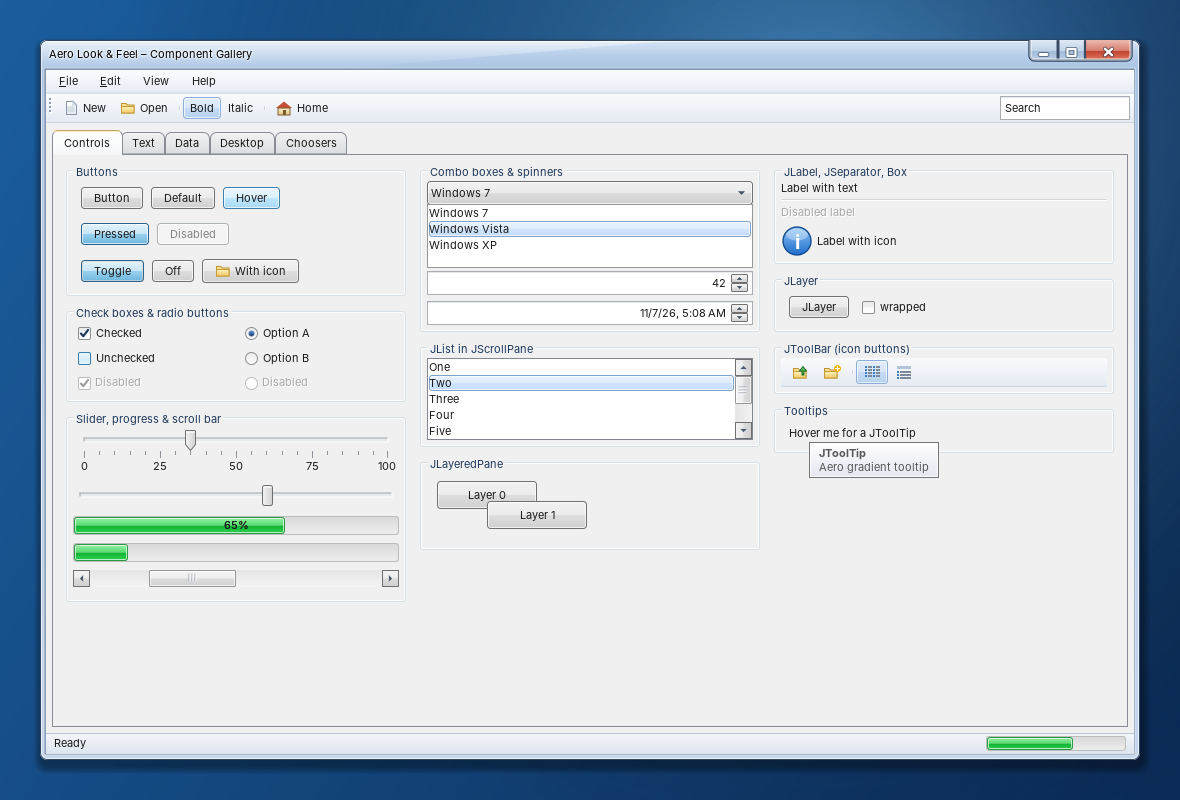 Aero Look & Feel – Component Gallery
File Edit View Help
New Open Bold Italic Home Search
Controls Text Data Desktop Choosers
Buttons
Button Default Hover
Pressed Disabled
Toggle Off With icon
Check boxes & radio buttons
Checked Option A
Unchecked Option B
Disabled Disabled
Slider, progress & scroll bar
0 25 50 75 100
65%
Combo boxes & spinners
Windows 7
Windows 7
Windows Vista
Windows XP
42
11/7/26, 5:08 AM
JList in JScrollPane
One
Two
Three
Four
Five
JLayeredPane
Layer 0
Layer 1
JLabel, JSeparator, Box
Label with text
Disabled label
Label with icon
JLayer
JLayer wrapped
JToolBar (icon buttons)
Tooltips
Hover me for a JToolTip
JToolTip
Aero gradient tooltip
Ready